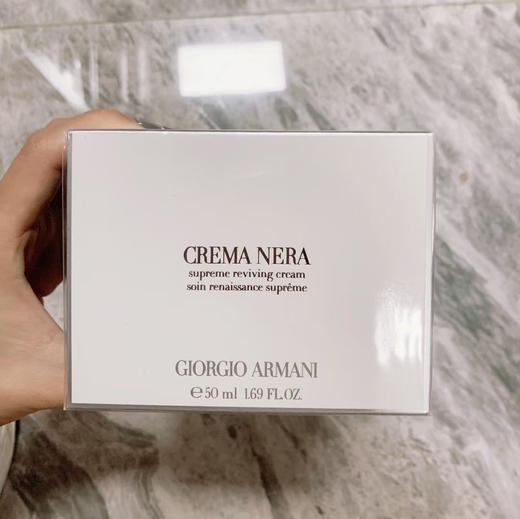 CREMA NERA
supreme reviving cream
soin renaissance suprême
GIORGIO ARMANI
℮50 ml 1.69 FL.OZ.